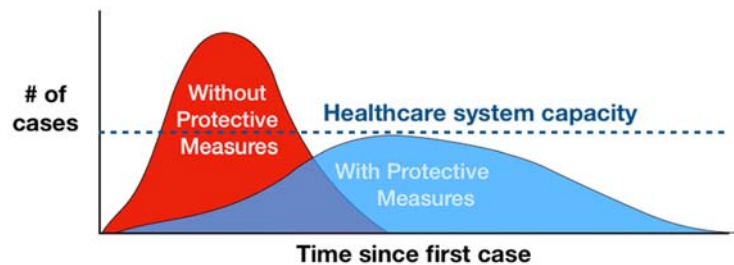 # of
cases
Without
Protective
Measures
Healthcare system capacity
With Protective
Measures
Time since first case